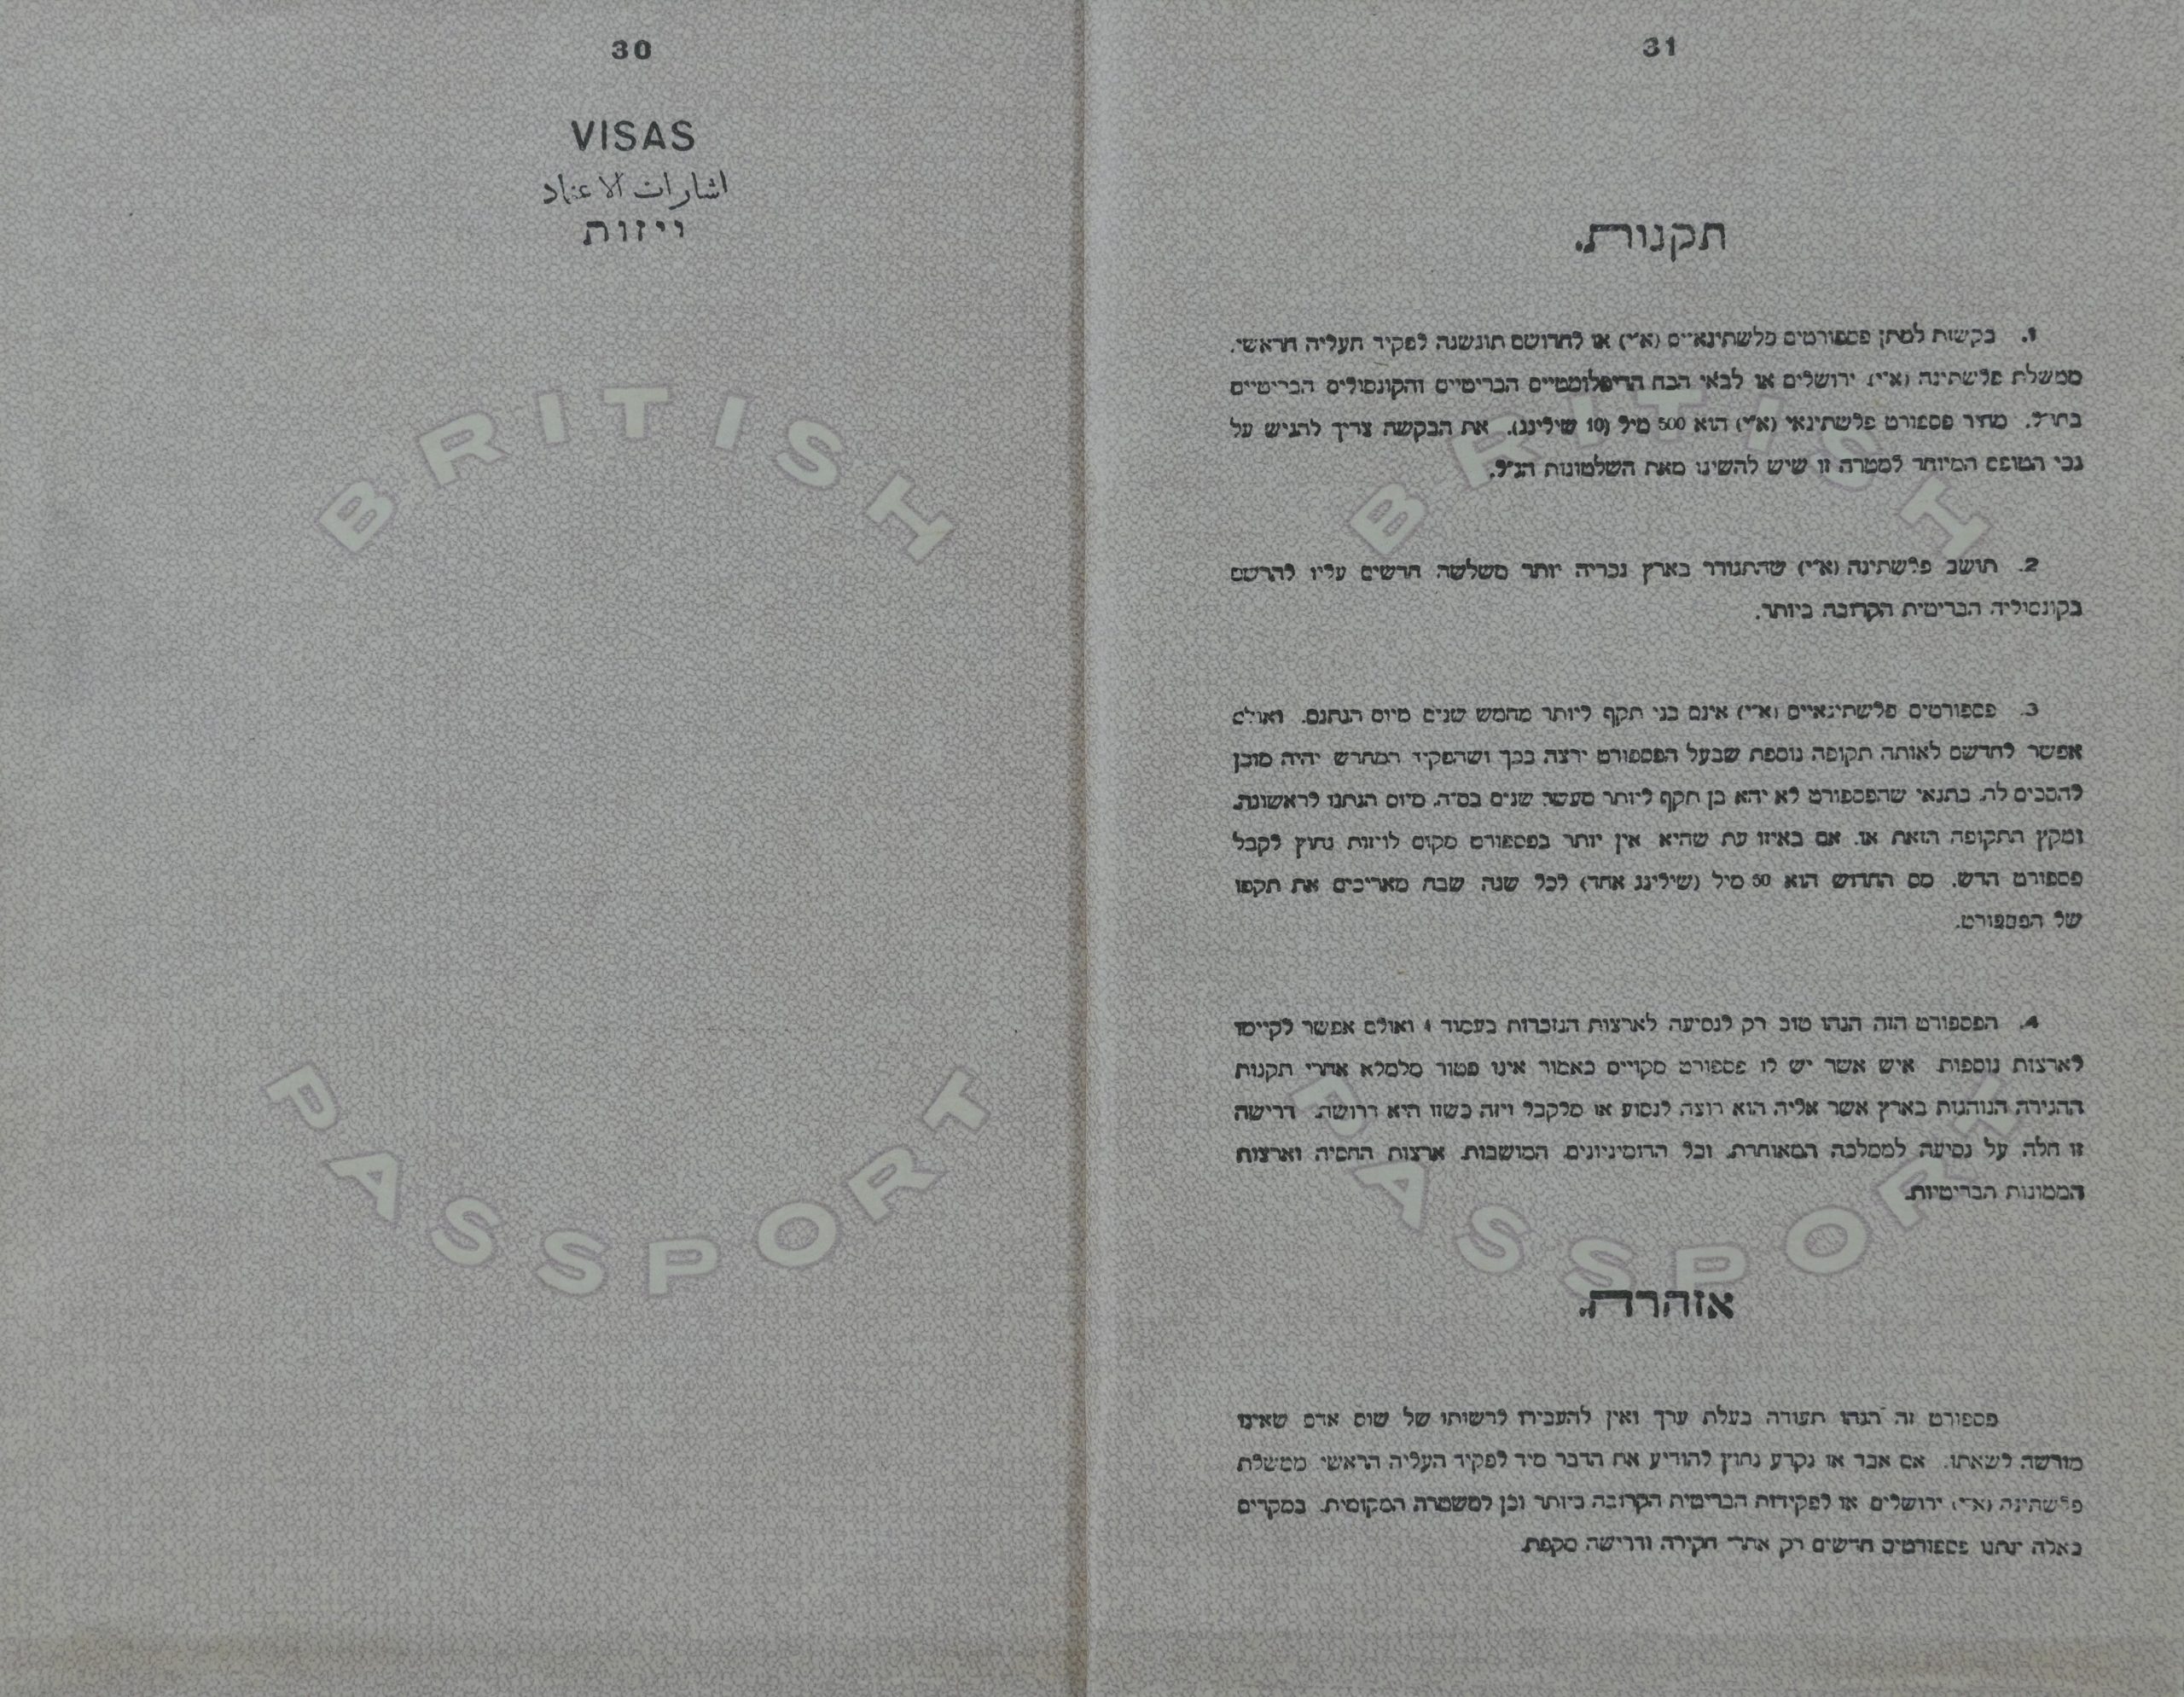 30
VISAS
اشارات الاعتماد
ויזות
BRITISH
PASSPORT
31
תקנות.
1. בקשות למתן פספורטים פלשתינאיים (א״י) או לחדושם תוגשנה לפקיד העליה הראשי.
ממשלת פלשתינה (א״י) ירושלים או לבאי הכח הדיפלומטיים הבריטיים והקונסולים הבריטיים
בחו״ל. מחיר פספורט פלשתינאי (א״י) הוא 500 מיל (10 שילינג). את הבקשה צריך להגיש על
גבי הטופס המיוחד למטרה זו שיש להשיגו מאת השלטונות הנ״ל.
2. תושב פלשתינה (א״י) שהתגורר בארץ נכריה יותר משלשה חדשים עליו להרשם
בקונסוליה הבריטית הקרובה ביותר.
3. פספורטים פלשתינאיים (א״י) אינם בני תקף ליותר מחמש שנים מיום הנתנם. ואולם
אפשר לחדשם לאותה תקופה נוספת שבעל הפספורט ירצה בכך ושהפקיד המחדש יהיה מוכן
להסכים לה, בתנאי שהפספורט לא יהא בן תקף ליותר מעשר שנים בס״ה, מיום הנתנו לראשונה.
ומקץ התקופה הזאת או, אם באיזו עת שהיא אין יותר בפספורט מקום לויזות נחוץ לקבל
פספורט חדש. מס החדוש הוא 50 מיל (שילינג אחד) לכל שנה שבה מאריכים את תקפו
של הפספורט.
4. הפספורט הזה הנהו טוב רק לנסיעה לארצות הנזכרות בעמוד 4 ואולם אפשר לקיימו
לארצות נוספות איש אשר יש לו פספורט מקויים כאמור אינו פטור מלמלא אחרי תקנות
ההגירה הנוהגות בארץ אשר אליה הוא רוצה לנסוע או מלקבל ויזה כשזו היא דרושה. דרישה
זו חלה על נסיעה לממלכה המאוחדת, וכל הדומיניונים המושבות, ארצות החסיה וארצות
הממונות הבריטיות.
BRITISH
PASSPORT
אזהרה.
פספורט זה הנהו תעודה בעלת ערך ואין להעבירו לרשותו של שום אדם שאינו
מורשה לשאתו. אם אבד או נקרע נחוץ להודיע את הדבר מיד לפקיד העליה הראשי ממשלת
פלשתינה (א״י) ירושלים או לפקידות הבריטית הקרובה ביותר וכן למשטרה המקומית. במקרים
כאלה ינתנו פספורטים חדשים רק אחרי חקירה ודרישה מקפת.